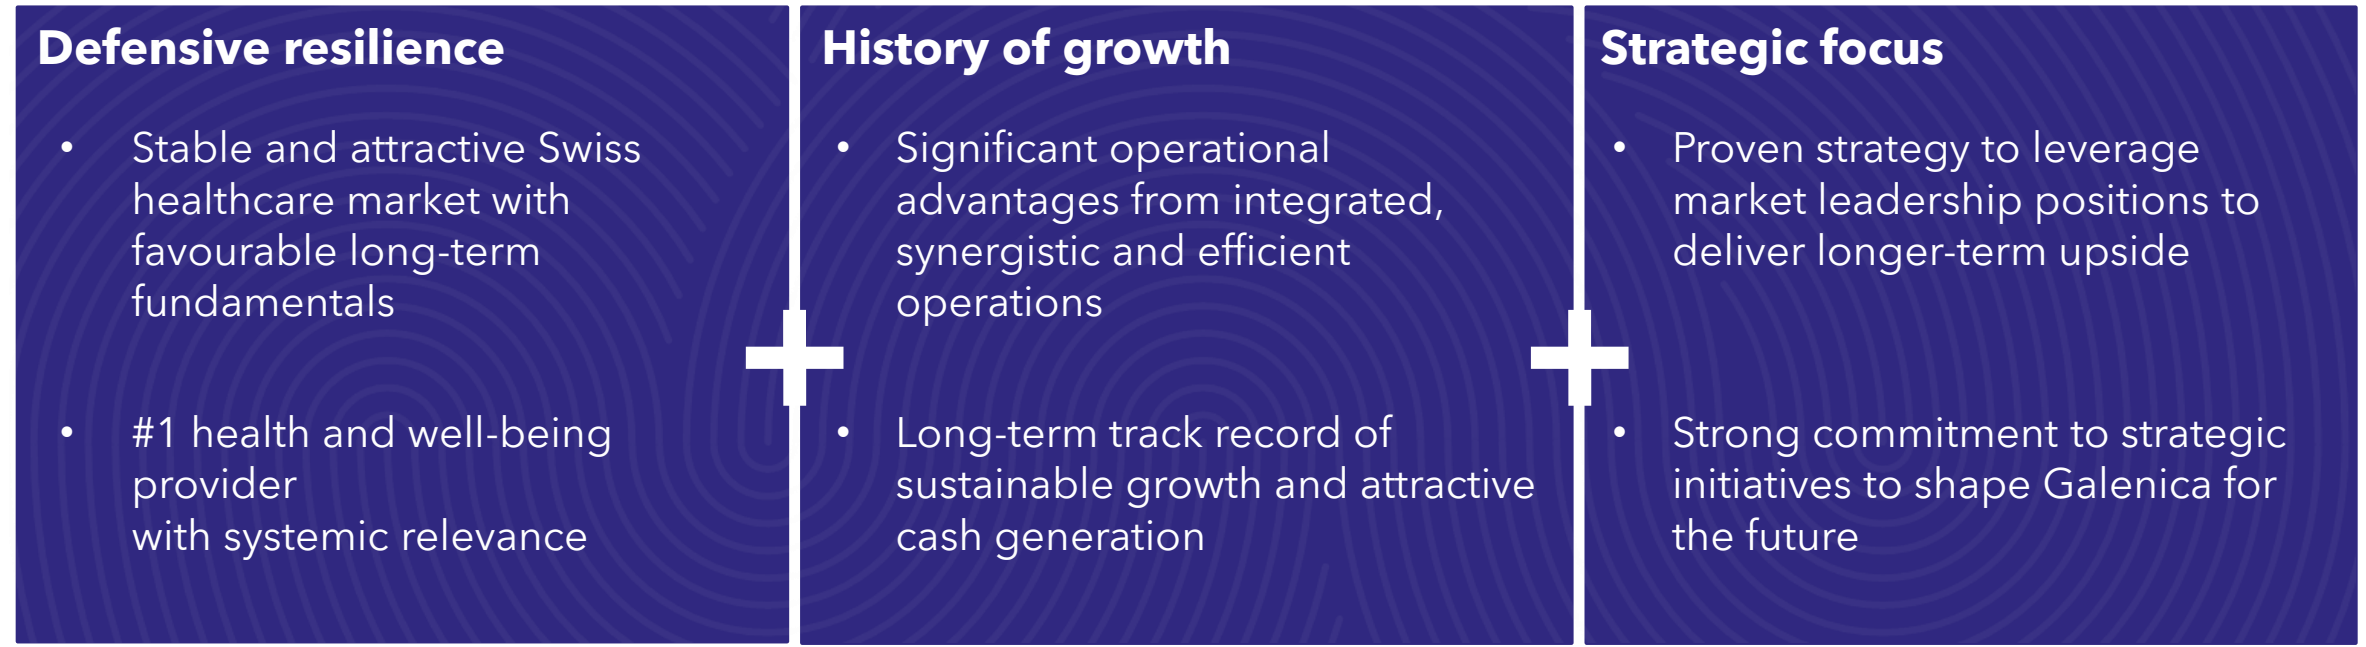 Defensive resilience
• Stable and attractive Swiss
healthcare market with
favourable long-term
fundamentals
• #1 health and well-being
provider
with systemic relevance
History of growth
• Significant operational
advantages from integrated,
synergistic and efficient
operations
• Long-term track record of
sustainable growth and attractive
cash generation
Strategic focus
• Proven strategy to leverage
market leadership positions to
deliver longer-term upside
• Strong commitment to strategic
initiatives to shape Galenica for
the future